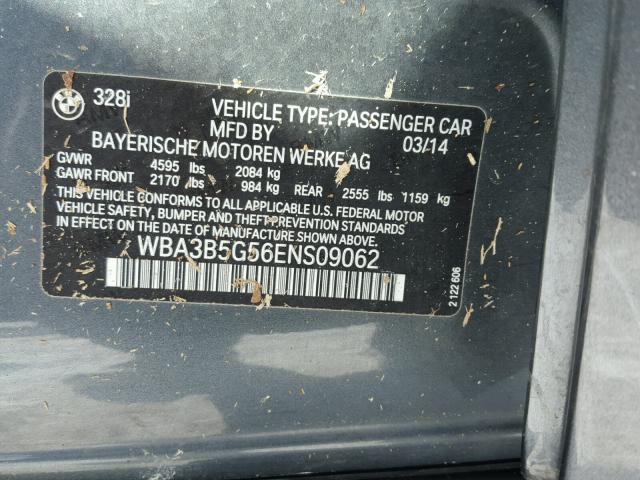 328i VEHICLE TYPE: PASSENGER CAR
MFD BY 03/14
BAYERISCHE MOTOREN WERKE AG
GVWR 4595 lbs 2084 kg
GAWR FRONT 2170 lbs 984 kg REAR 2555 lbs 1159 kg
THIS VEHICLE CONFORMS TO ALL APPLICABLE U.S. FEDERAL MOTOR
VEHICLE SAFETY, BUMPER AND THEFT PREVENTION STANDARDS
IN EFFECT ON THE DATE OF MANUFACTURE SHOWN ABOVE.
WBA3B5G56ENS09062
2 122 606